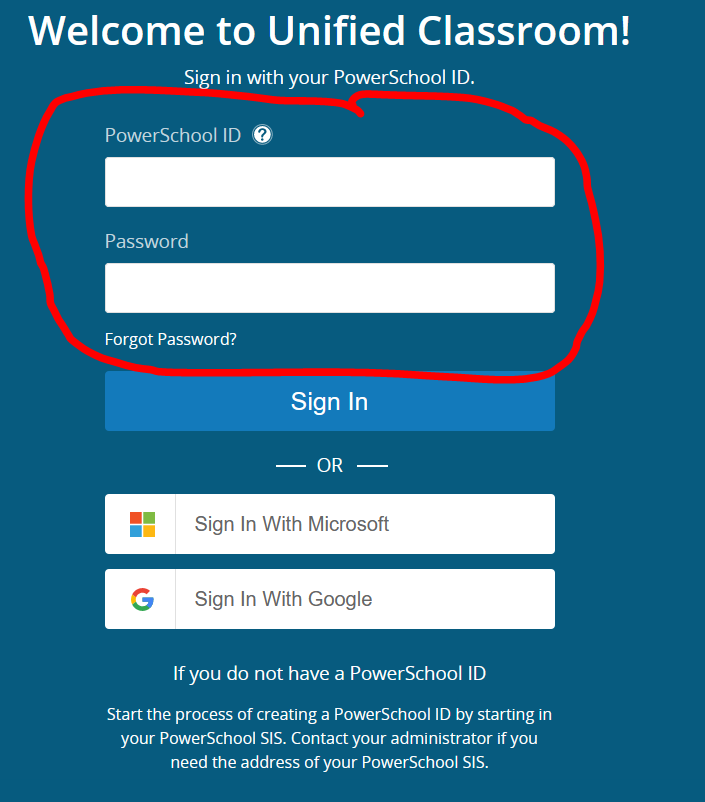 Welcome to Unified Classroom!
Sign in with your PowerSchool ID.
PowerSchool ID ?
Password
Forgot Password?
Sign In
OR
Sign In With Microsoft
Sign In With Google
If you do not have a PowerSchool ID
Start the process of creating a PowerSchool ID by starting in
your PowerSchool SIS. Contact your administrator if you
need the address of your PowerSchool SIS.